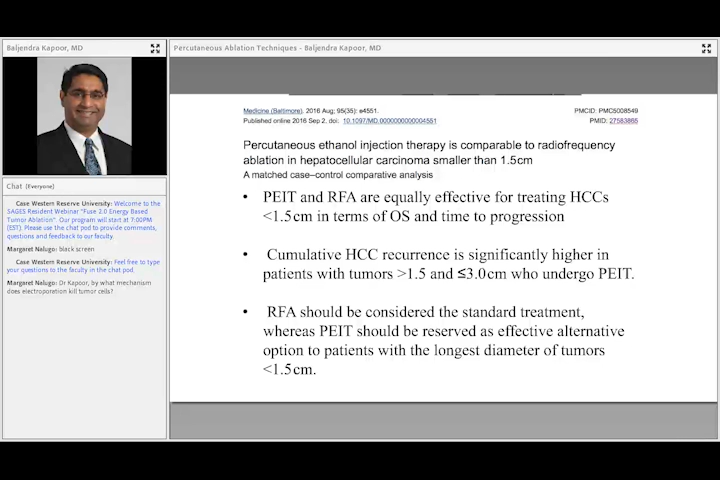 Baljendra Kapoor, MD
Chat (Everyone)
Case Western Reserve University: Welcome to the
SAGES Resident Webinar "Fuse 2.0 Energy Based
Tumor Ablation". Our program will start at 7:00PM
(EST). Please use the chat pod to provide comments,
questions and feedback to our faculty.
Margaret Nalugo: black screen
Case Western Reserve University: Feel free to type
your questions to the faculty in the chat pod.
Margaret Nalugo: Dr Kapoor, by what mechanism
does electroporation kill tumor cells?
Percutaneous Ablation Techniques - Baljendra Kapoor, MD
Medicine (Baltimore). 2016 Aug; 95(35): e4551. PMCID: PMC5008549
Published online 2016 Sep 2. doi: 10.1097/MD.0000000000004551 PMID: 27583865
Percutaneous ethanol injection therapy is comparable to radiofrequency
ablation in hepatocellular carcinoma smaller than 1.5cm
A matched case–control comparative analysis
• PEIT and RFA are equally effective for treating HCCs
<1.5cm in terms of OS and time to progression
• Cumulative HCC recurrence is significantly higher in
patients with tumors >1.5 and ≤3.0cm who undergo PEIT.
• RFA should be considered the standard treatment,
whereas PEIT should be reserved as effective alternative
option to patients with the longest diameter of tumors
<1.5cm.